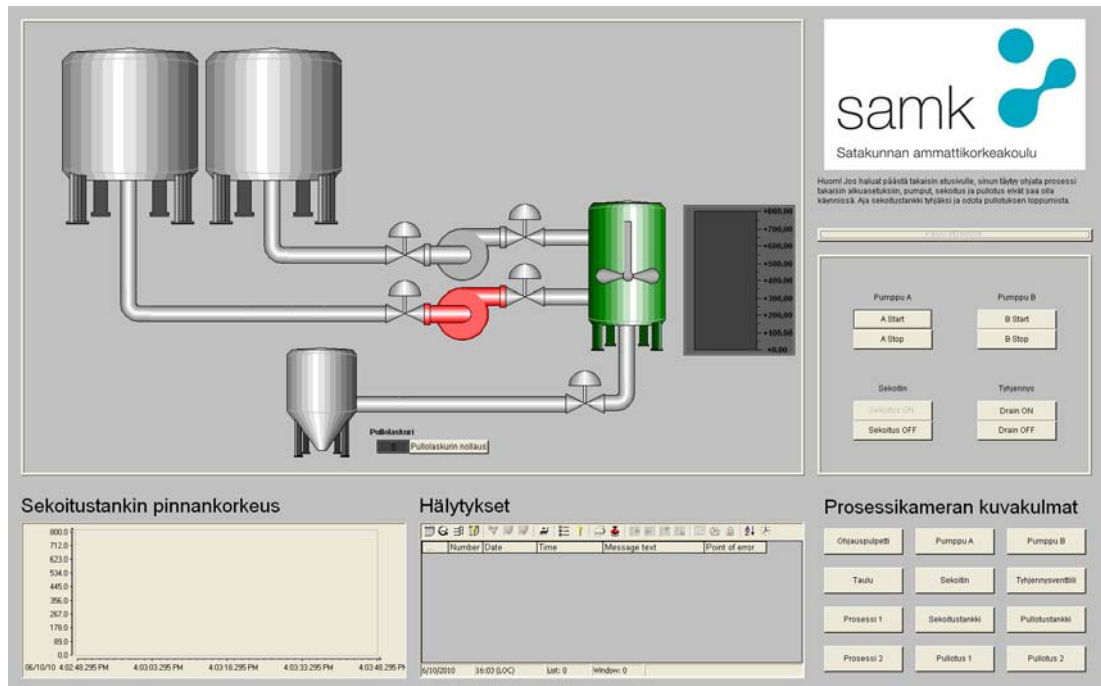 samk
Satakunnan ammattikorkeakoulu
Huom! Jos haluat päästä takaisin etusivulle, sinun täytyy ohjata prosessi
takaisin alkuasetuksiin, pumput, sekoitus ja pullotus eivät saa olla
käynnissä. Aja sekoitustankki tyhjäksi ja odota pullotuksen loppumista.
+800,00
+700,00
+600,00
+500,00
+400,00
+300,00
+200,00
+100,00
+0,00
Pumppu A
Pumppu B
A Start
B Start
A Stop
B Stop
Sekoitin
Tyhjennys
Sekoitus ON
Drain ON
Sekoitus OFF
Drain OFF
Pullolaskuri
0
Pullolaskurin nollaus
Sekoitustankin pinnankorkeus
800.0
712.0
623.0
534.0
445.0
356.0
267.0
178.0
89.0
0.0
06/10/10 4:02:48.295 PM 4:03:03.295 PM 4:03:18.295 PM 4:03:33.295 PM 4:03:48.295 PM
Hälytykset
... Number Date Time Message text Point of error
6/10/2010 16:03 (LOC) List: 0 Window: 0
Prosessikameran kuvakulmat
Ohjauspulpetti
Pumppu A
Pumppu B
Taulu
Sekoitin
Tyhjennysventtiili
Prosessi 1
Sekoitustankki
Pullotustankki
Prosessi 2
Pullotus 1
Pullotus 2